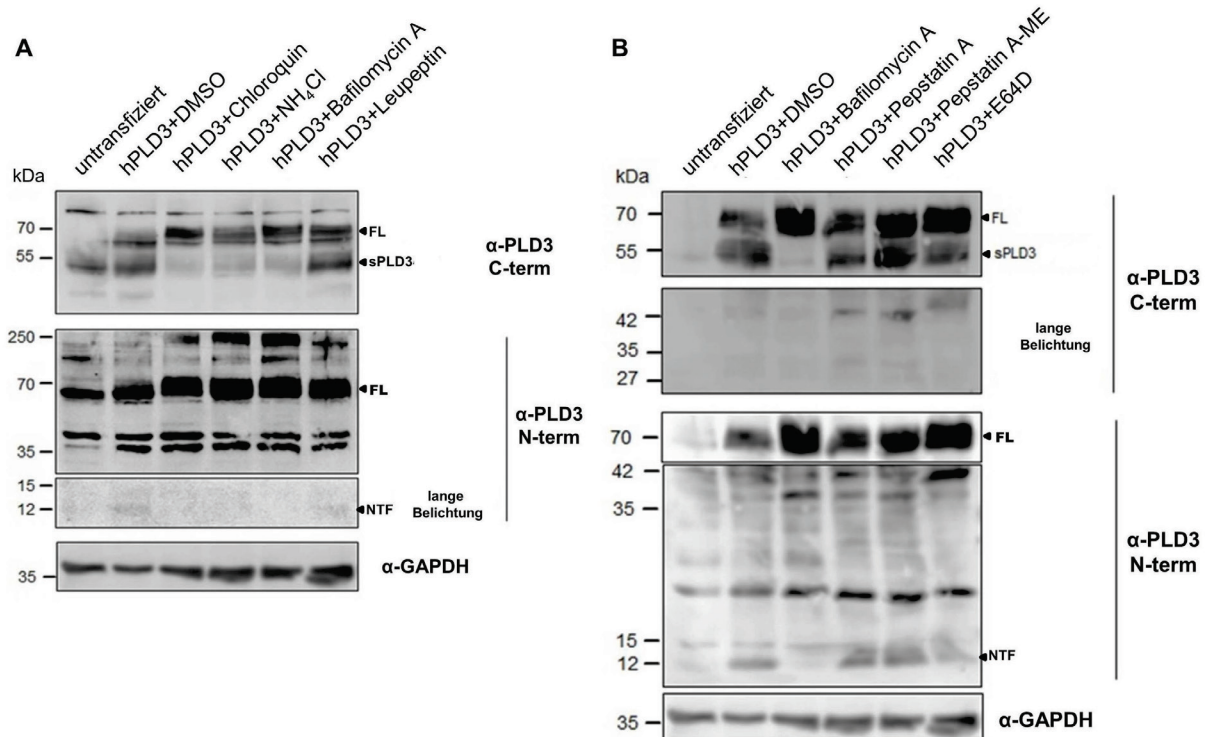 A
untransfiziert
hPLD3+DMSO
hPLD3+Chloroquin
hPLD3+NH₄Cl
hPLD3+Bafilomycin A
hPLD3+Leupeptin
kDa
70
55
FL
sPLD3
α-PLD3
C-term
250
70
35
FL
α-PLD3
N-term
15
12
NTF
lange
Belichtung
35
α-GAPDH
B
untransfiziert
hPLD3+DMSO
hPLD3+Bafilomycin A
hPLD3+Pepstatin A
hPLD3+Pepstatin A-ME
hPLD3+E64D
kDa
70
55
FL
sPLD3
α-PLD3
C-term
42
35
27
lange
Belichtung
70
FL
42
35
α-PLD3
N-term
15
12
NTF
35
α-GAPDH